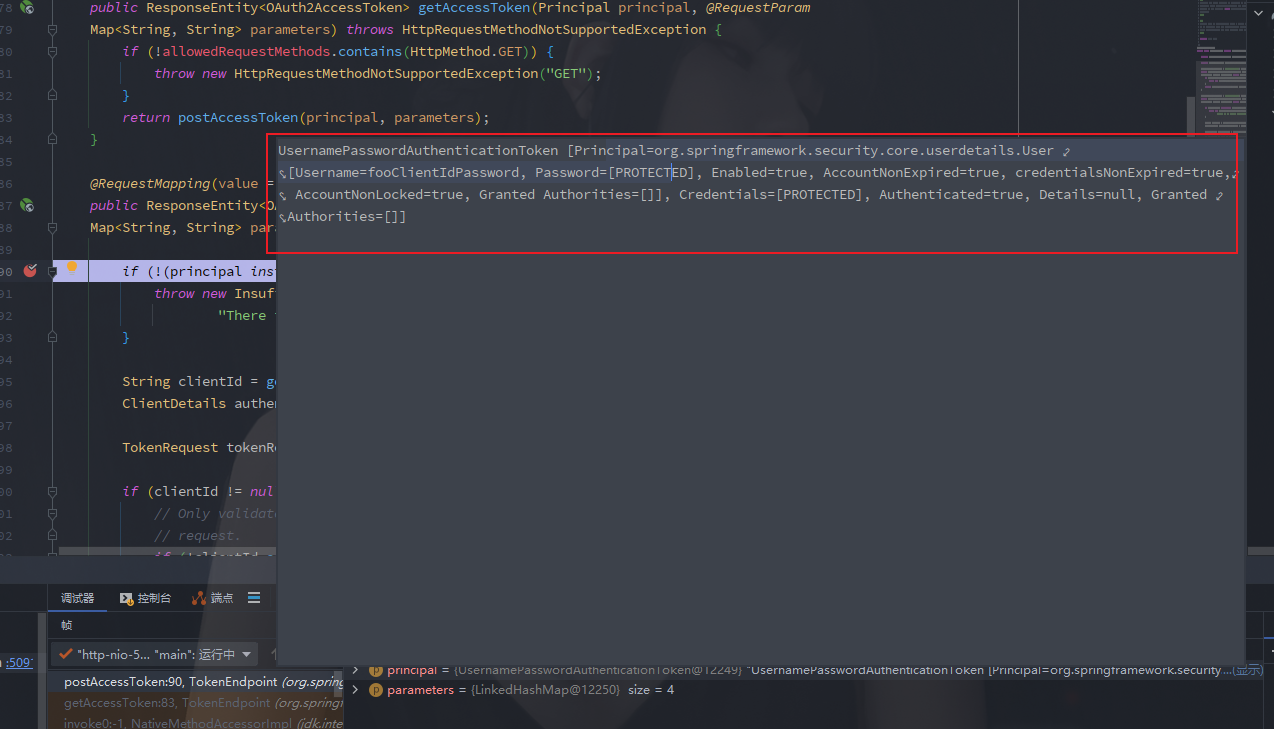 78 public ResponseEntity<OAuth2AccessToken> getAccessToken(Principal principal, @RequestParam
79 Map<String, String> parameters) throws HttpRequestMethodNotSupportedException {
80 if (!allowedRequestMethods.contains(HttpMethod.GET)) {
81 throw new HttpRequestMethodNotSupportedException("GET");
82 }
83 return postAccessToken(principal, parameters);
84 }
85
86 @RequestMapping(value =
87 public ResponseEntity<OA
88 Map<String, String> par
89
90 if (!(principal ins
91 throw new Insuf
92 "There
93 }
94
95 String clientId = g
96 ClientDetails authe
97
98 TokenRequest tokenR
99
00 if (clientId != nul
01 // Only validat
02 // request.
UsernamePasswordAuthenticationToken [Principal=org.springframework.security.core.userdetails.User
[Username=fooClientIdPassword, Password=[PROTECTED], Enabled=true, AccountNonExpired=true, credentialsNonExpired=true,
AccountNonLocked=true, Granted Authorities=[]], Credentials=[PROTECTED], Authenticated=true, Details=null, Granted
Authorities=[]]
调试器 控制台 端点
帧
:509
"http-nio-5... "main": 运行中
postAccessToken:90, TokenEndpoint (org.spring
getAccessToken:83, TokenEndpoint (org.springf
invoke0:-1, NativeMethodAccessorImpl (jdk.inte
principal = {UsernamePasswordAuthenticationToken@12249} "UsernamePasswordAuthenticationToken [Principal=org.springframework.security...(显示)
parameters = {LinkedHashMap@12250} size = 4